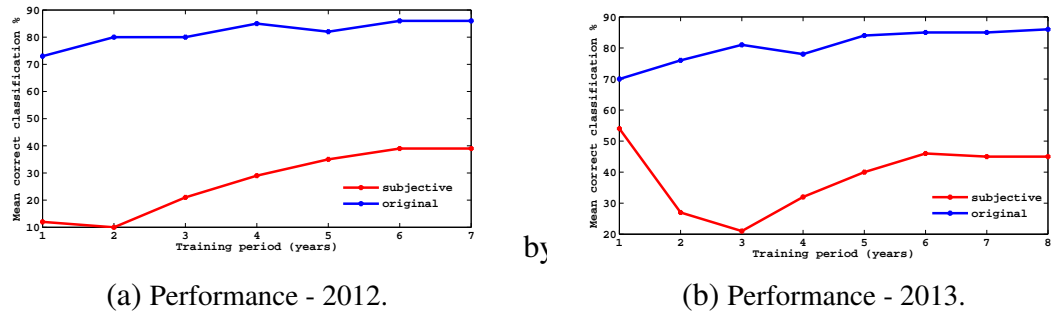 90
80
70
60
50
40
30
20
10
1 2 3 4 5 6 7
Mean correct classification %
Training period (years)
subjective
original
(a) Performance - 2012.
by
90
80
70
60
50
40
30
20
1 2 3 4 5 6 7 8
Mean correct classification %
Training period (years)
subjective
original
(b) Performance - 2013.